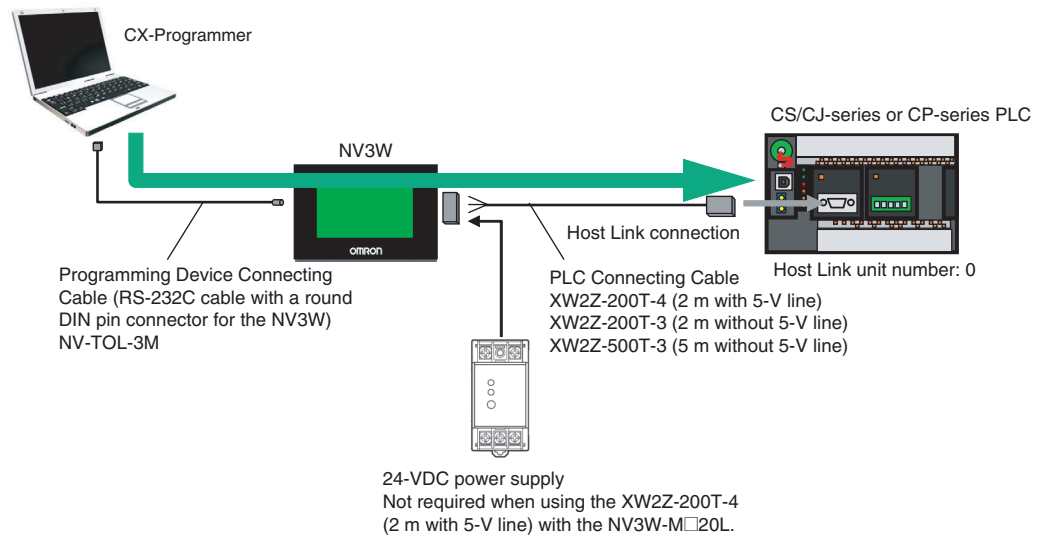 CX-Programmer
CS/CJ-series or CP-series PLC
NV3W
OMRON
Host Link connection
Host Link unit number: 0
Programming Device Connecting
Cable (RS-232C cable with a round
DIN pin connector for the NV3W)
NV-TOL-3M
PLC Connecting Cable
XW2Z-200T-4 (2 m with 5-V line)
XW2Z-200T-3 (2 m without 5-V line)
XW2Z-500T-3 (5 m without 5-V line)
24-VDC power supply
Not required when using the XW2Z-200T-4
(2 m with 5-V line) with the NV3W-M□20L.